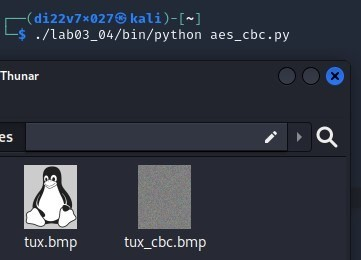 (di22v7×027㉿kali)-[~]
$ ./lab03_04/bin/python aes_cbc.py
Thunar
es
tux.bmp
tux_cbc.bmp